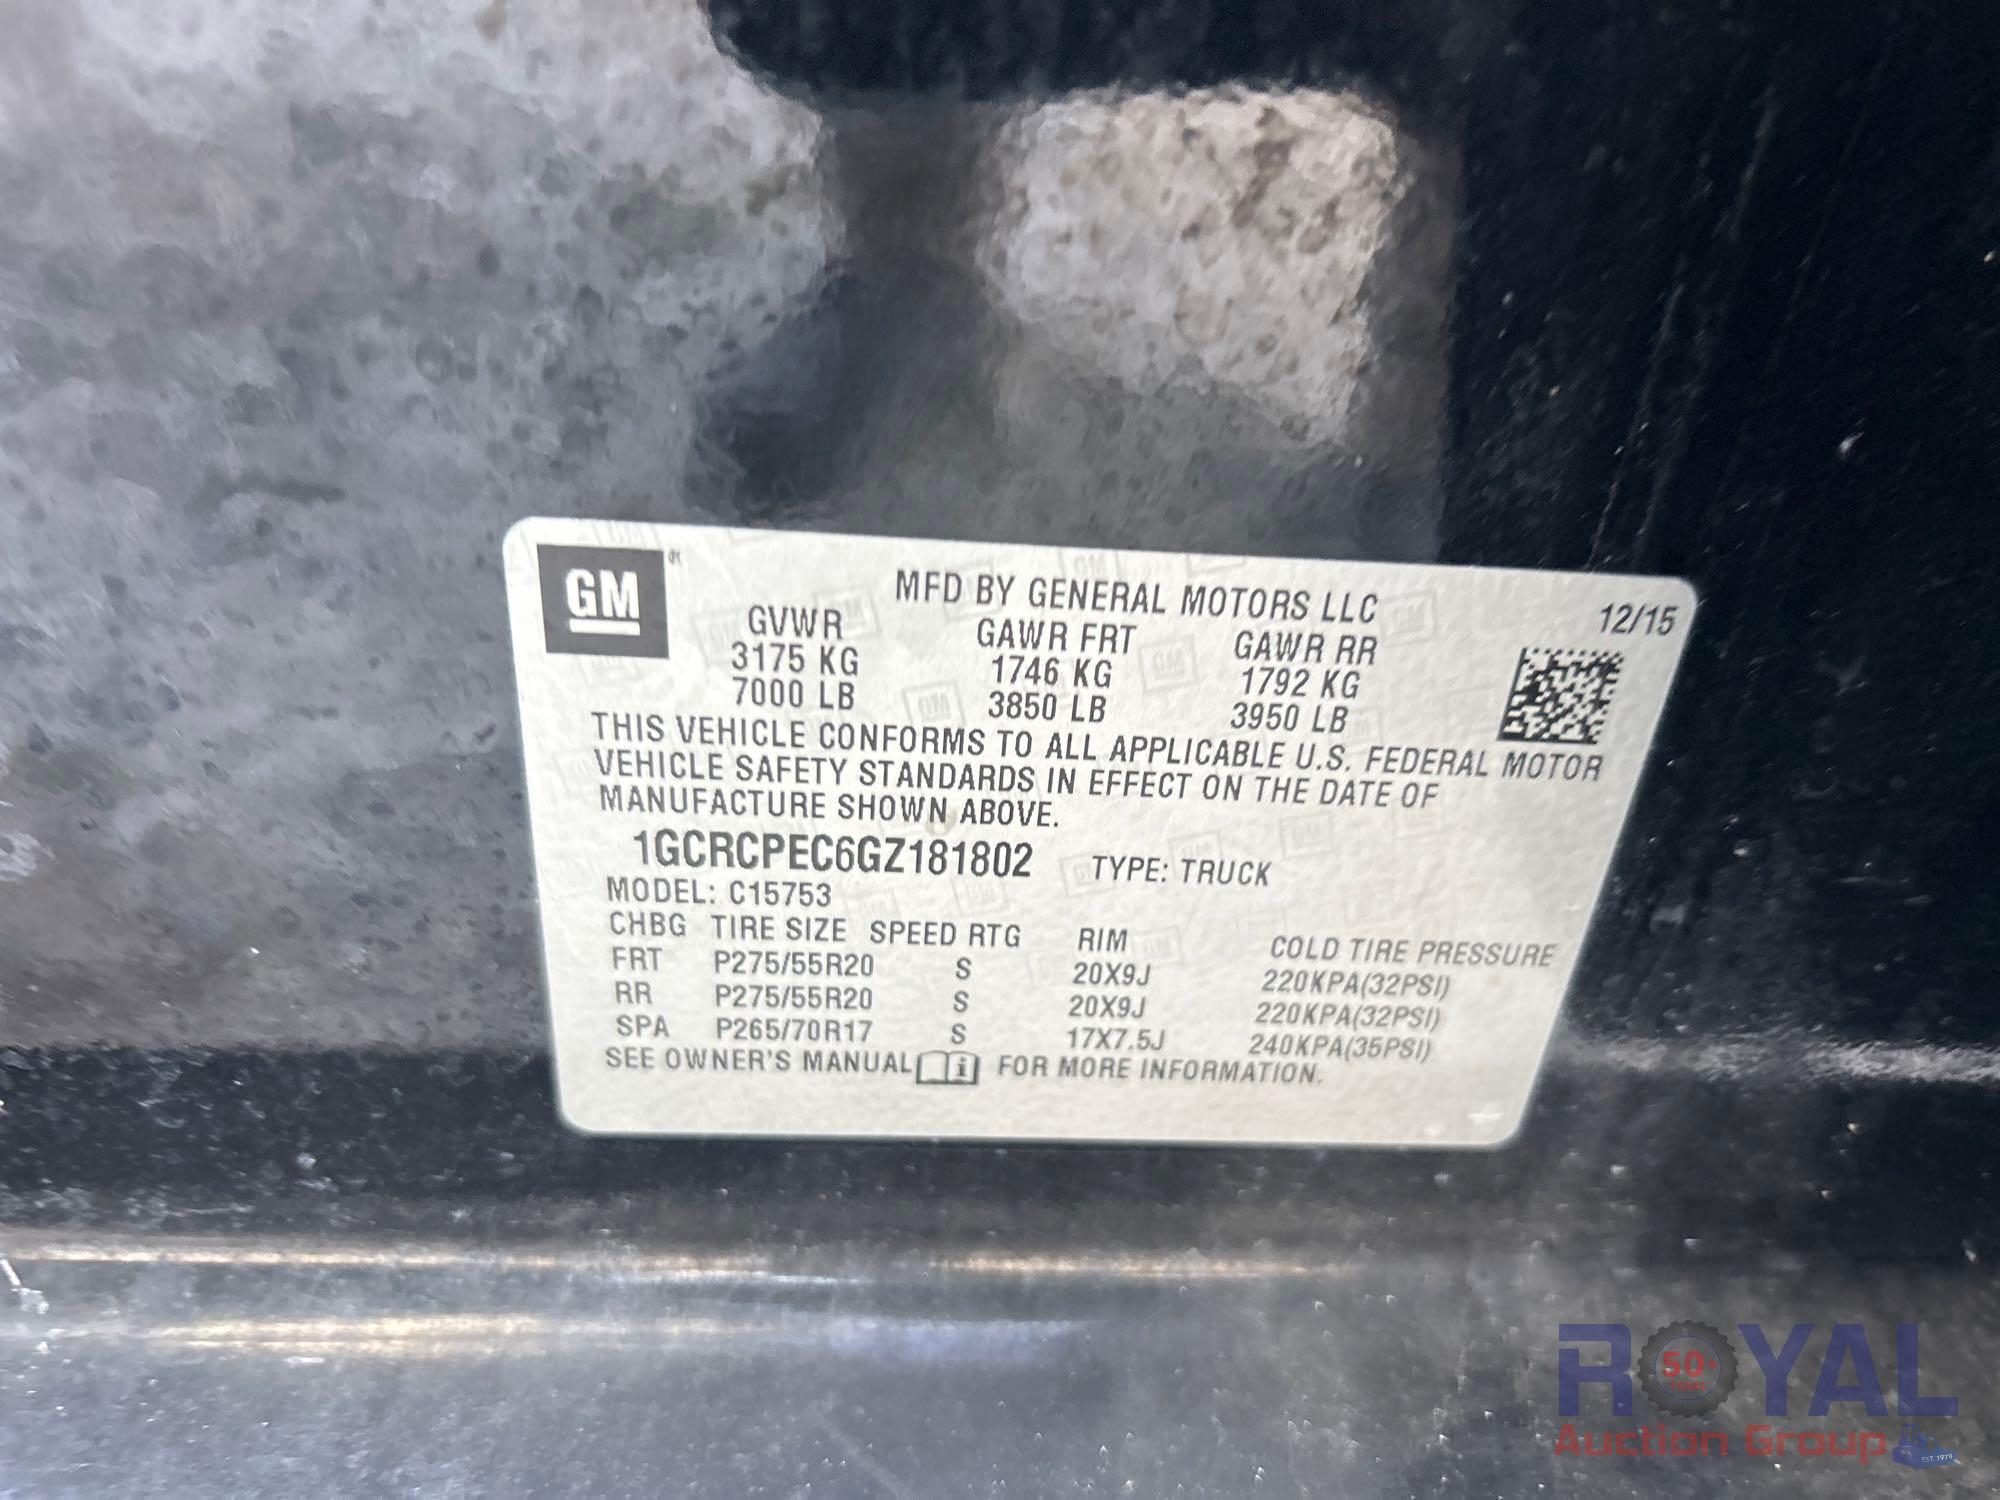 GM
MFD BY GENERAL MOTORS LLC
12/15
GVWR GAWR FRT GAWR RR
3175 KG 1746 KG 1792 KG
7000 LB 3850 LB 3950 LB
THIS VEHICLE CONFORMS TO ALL APPLICABLE U.S. FEDERAL MOTOR
VEHICLE SAFETY STANDARDS IN EFFECT ON THE DATE OF
MANUFACTURE SHOWN ABOVE.
1GCRCPEC6GZ181802 TYPE: TRUCK
MODEL: C15753
CHBG TIRE SIZE SPEED RTG RIM COLD TIRE PRESSURE
FRT P275/55R20 S 20X9J 220KPA(32PSI)
RR P275/55R20 S 20X9J 220KPA(32PSI)
SPA P265/70R17 S 17X7.5J 240KPA(35PSI)
SEE OWNER'S MANUAL i FOR MORE INFORMATION.
ROYAL
50+
Auction Group
EST. 1970